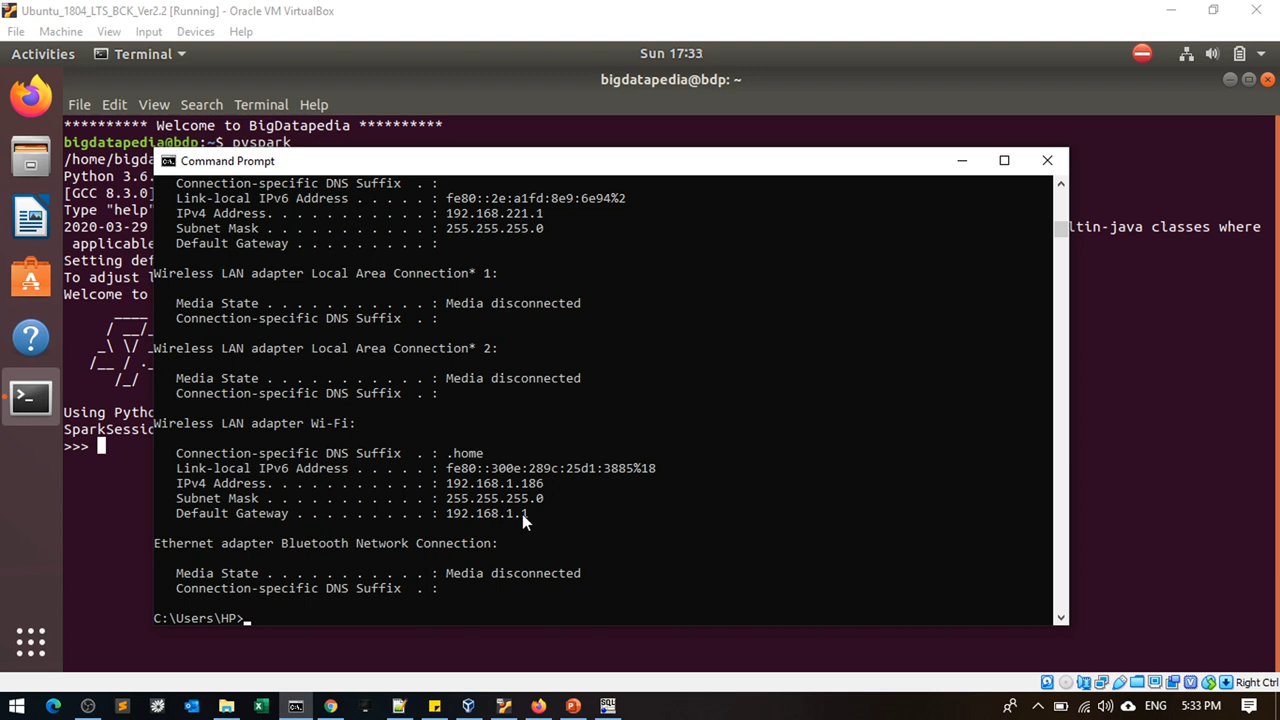 Ubuntu_1804_LTS_BCK_Ver2.2 [Running] - Oracle VM VirtualBox
File Machine View Input Devices Help
Activities Terminal Sun 17:33
bigdatapedia@bdp: ~
File Edit View Search Terminal Help
********** Welcome to BigDatapedia **********
bigdatapedia@bdp:~$ pyspark
/home/bigda
Python 3.6.
[GCC 8.3.0]
Type "help"
2020-03-29 ltin-java classes where
applicable
Setting def
To adjust l
Welcome to
Using Pytho
SparkSessio
>>>
Command Prompt
Connection-specific DNS Suffix . :
Link-local IPv6 Address . . . . . : fe80::2e:a1fd:8e9:6e94%2
IPv4 Address. . . . . . . . . . . : 192.168.221.1
Subnet Mask . . . . . . . . . . . : 255.255.255.0
Default Gateway . . . . . . . . . :
Wireless LAN adapter Local Area Connection* 1:
Media State . . . . . . . . . . . : Media disconnected
Connection-specific DNS Suffix . :
Wireless LAN adapter Local Area Connection* 2:
Media State . . . . . . . . . . . : Media disconnected
Connection-specific DNS Suffix . :
Wireless LAN adapter Wi-Fi:
Connection-specific DNS Suffix . : .home
Link-local IPv6 Address . . . . . : fe80::300e:289c:25d1:3885%18
IPv4 Address. . . . . . . . . . . : 192.168.1.186
Subnet Mask . . . . . . . . . . . : 255.255.255.0
Default Gateway . . . . . . . . . : 192.168.1.1
Ethernet adapter Bluetooth Network Connection:
Media State . . . . . . . . . . . : Media disconnected
Connection-specific DNS Suffix . :
C:\Users\HP>
Right Ctrl
ENG 5:33 PM